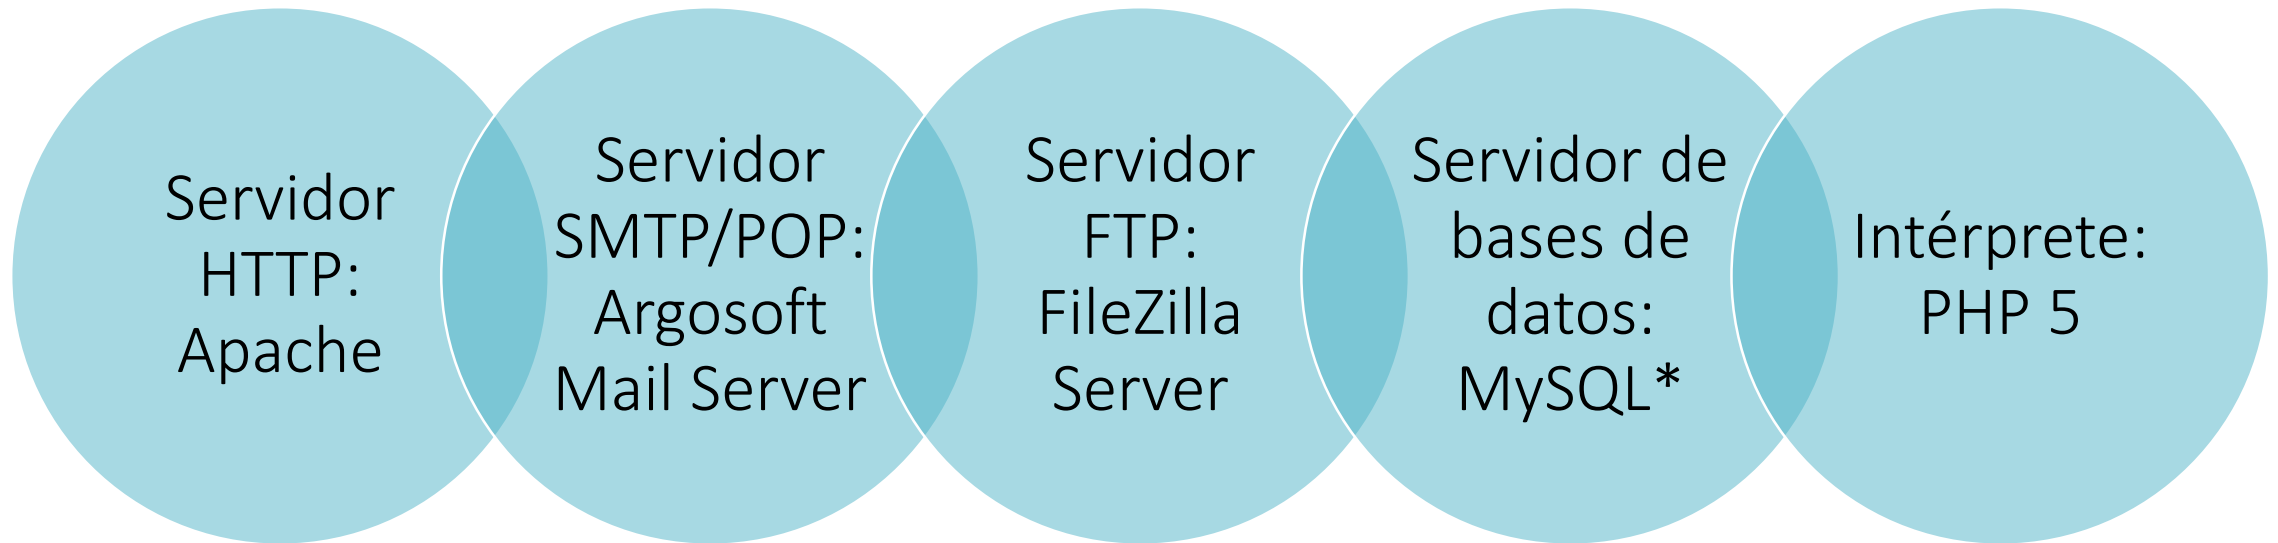 Servidor
HTTP:
Apache
Servidor
SMTP/POP:
Argosoft
Mail Server
Servidor
FTP:
FileZilla
Server
Servidor de
bases de
datos:
MySQL*
Intérprete:
PHP 5